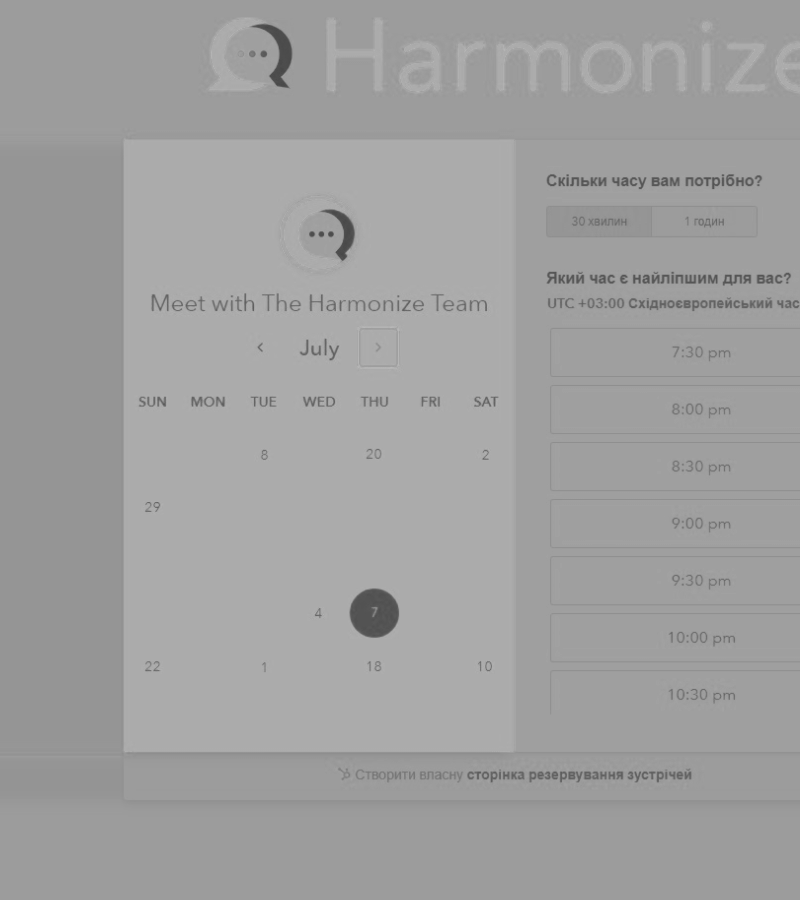 Harmonize
Meet with The Harmonize Team
July
SUN MON TUE WED THU FRI SAT
8 20 2
29
4 7
22 1 18 10
Скільки часу вам потрібно?
30 хвилин 1 годин
Який час є найліпшим для вас?
UTC +03:00 Східноєвропейський час
7:30 pm
8:00 pm
8:30 pm
9:00 pm
9:30 pm
10:00 pm
10:30 pm
Створити власну сторінка резервування зустрічей